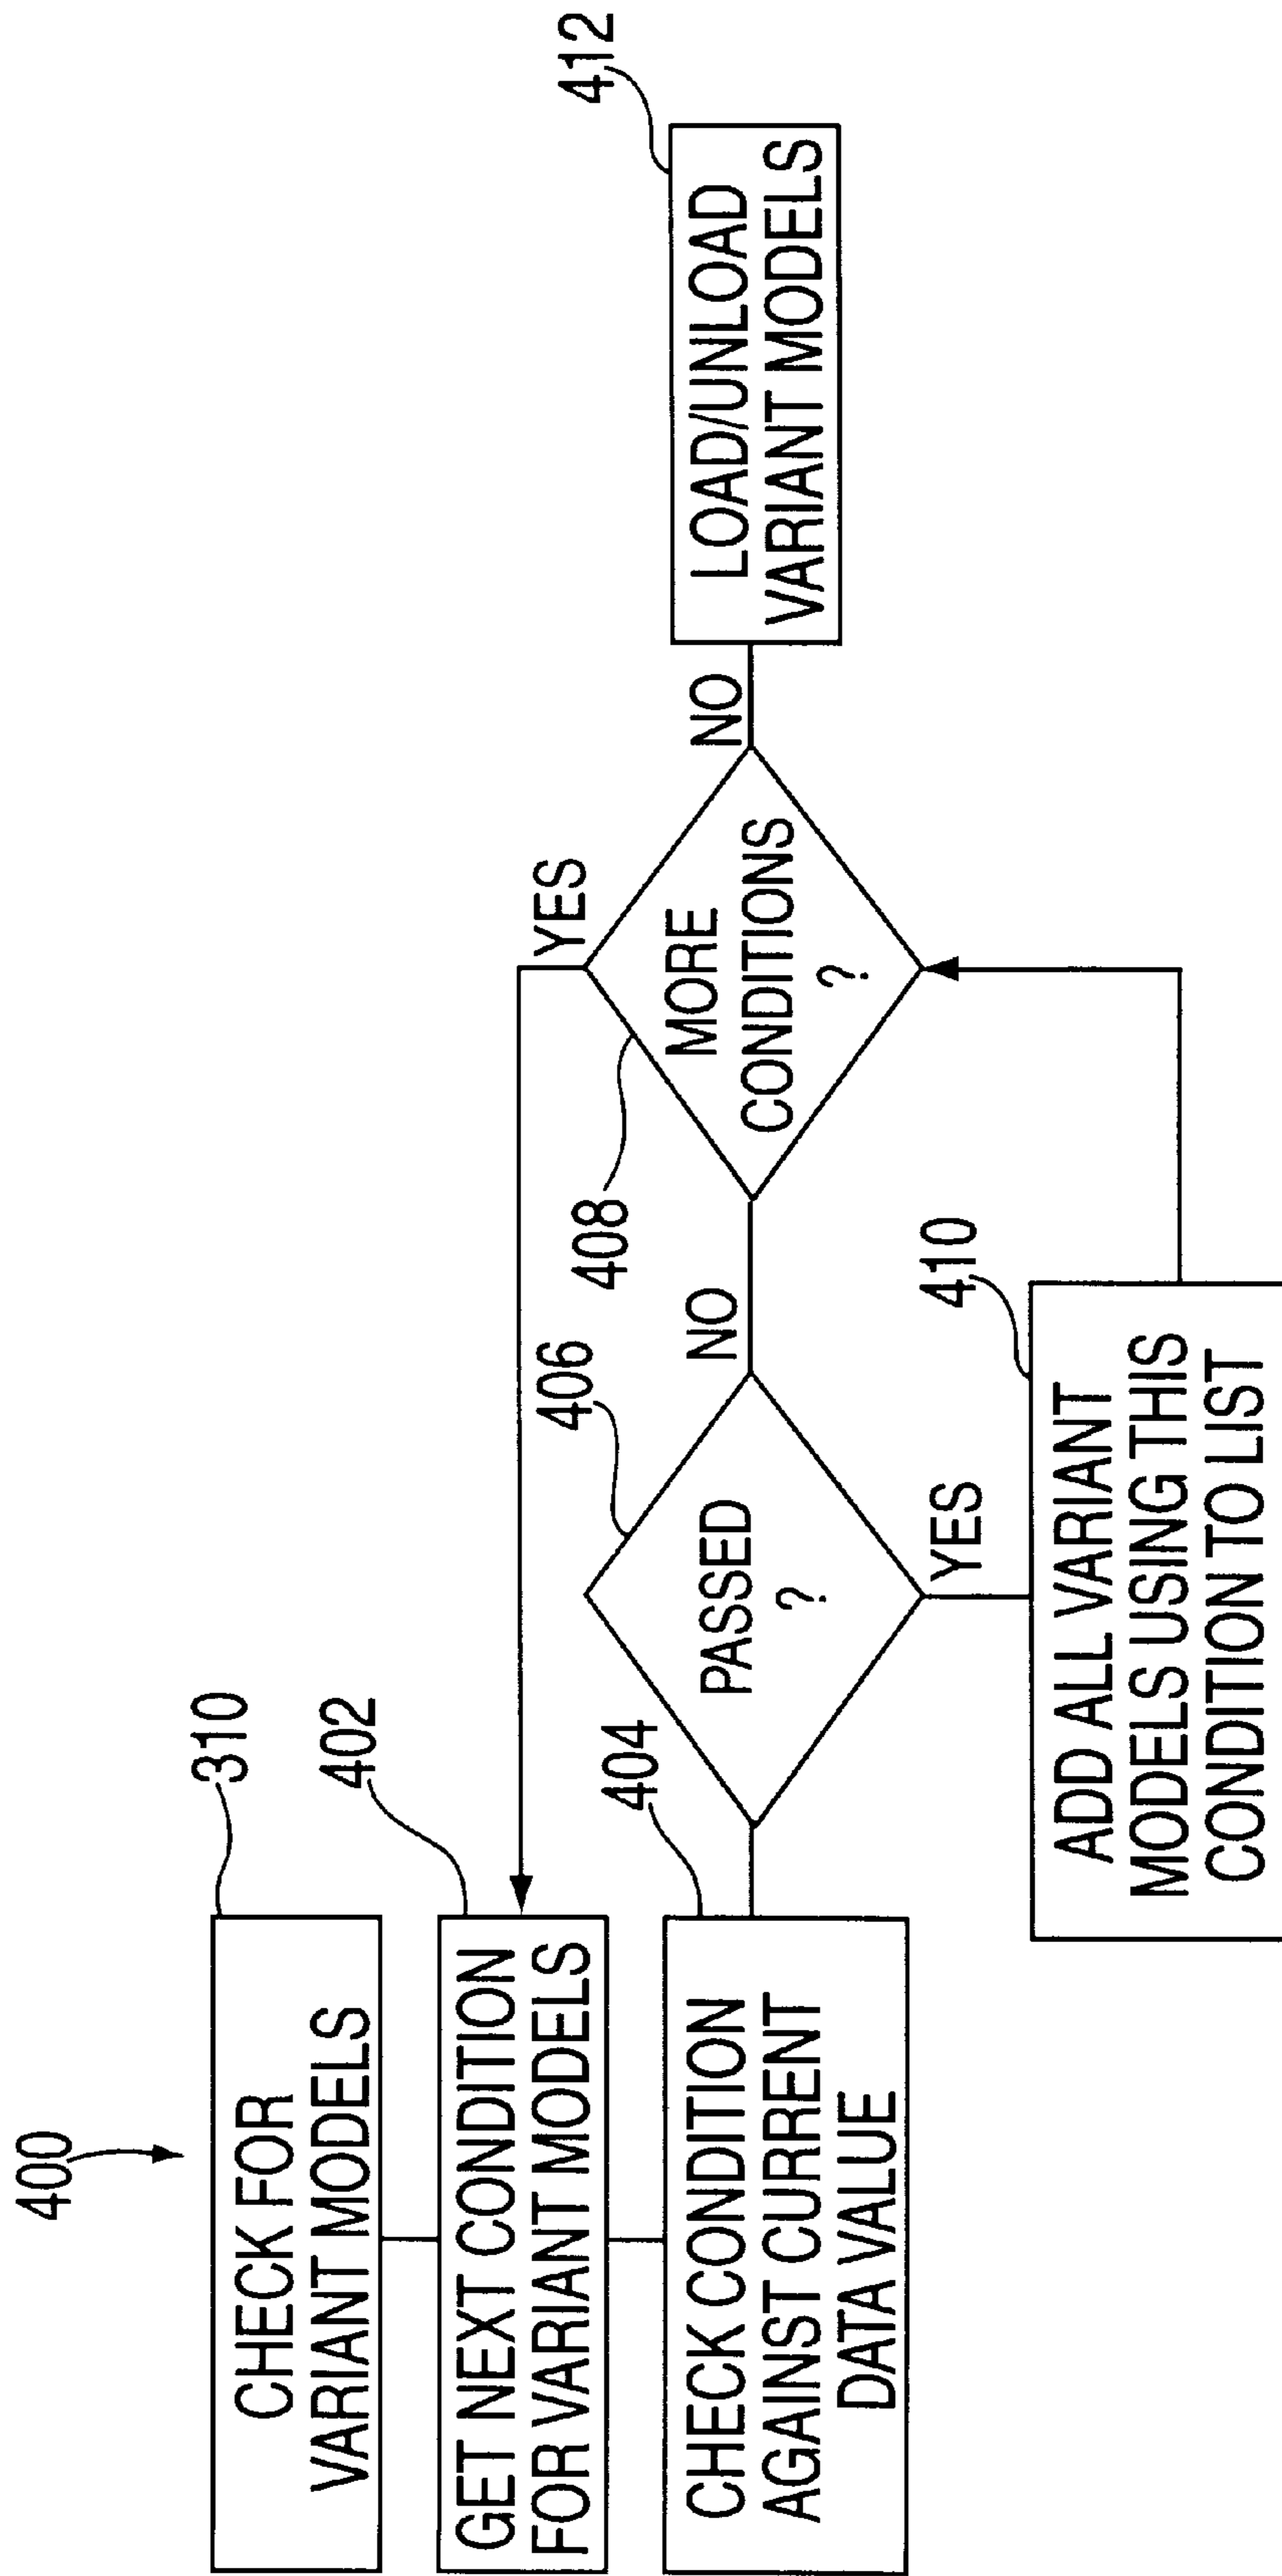 400
310
CHECK FOR
VARIANT MODELS
402
GET NEXT CONDITION
FOR VARIANT MODELS
404
CHECK CONDITION
AGAINST CURRENT
DATA VALUE
406
PASSED
?
NO
YES
408
MORE
CONDITIONS
?
YES
NO
410
ADD ALL VARIANT
MODELS USING THIS
CONDITION TO LIST
412
LOAD/UNLOAD
VARIANT MODELS